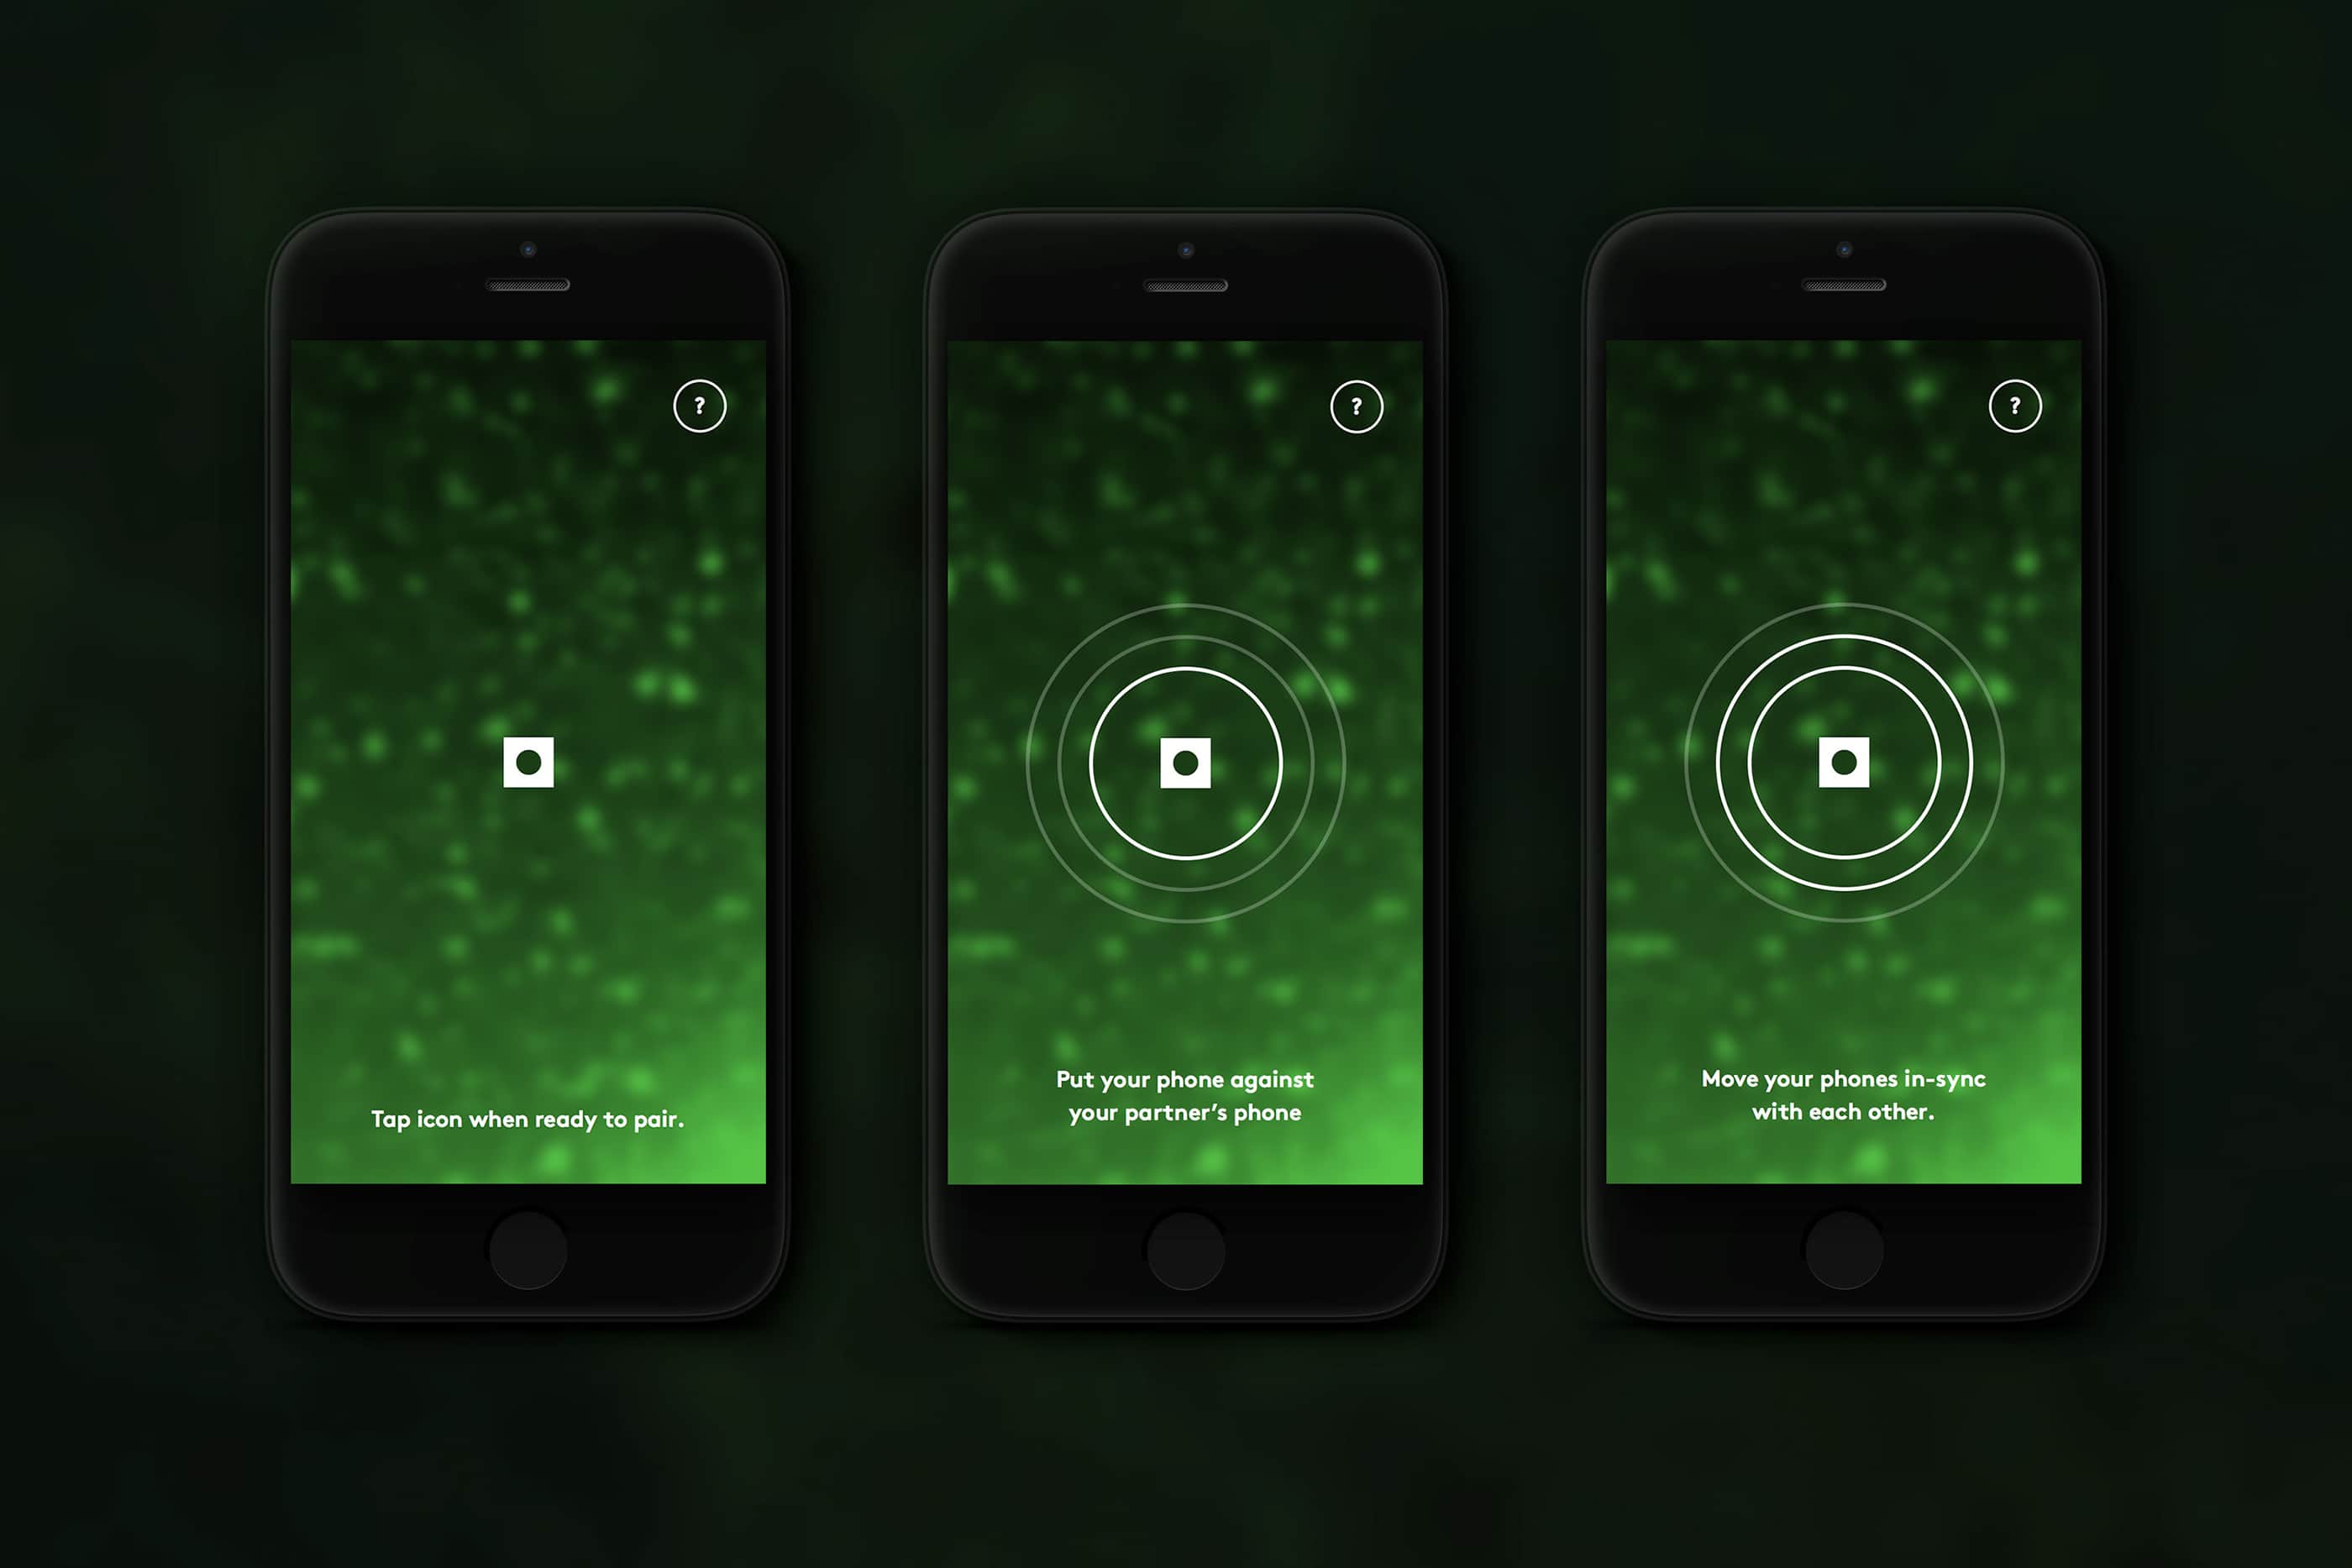 ?
Tap icon when ready to pair.
?
Put your phone against
your partner’s phone
?
Move your phones in-sync
with each other.